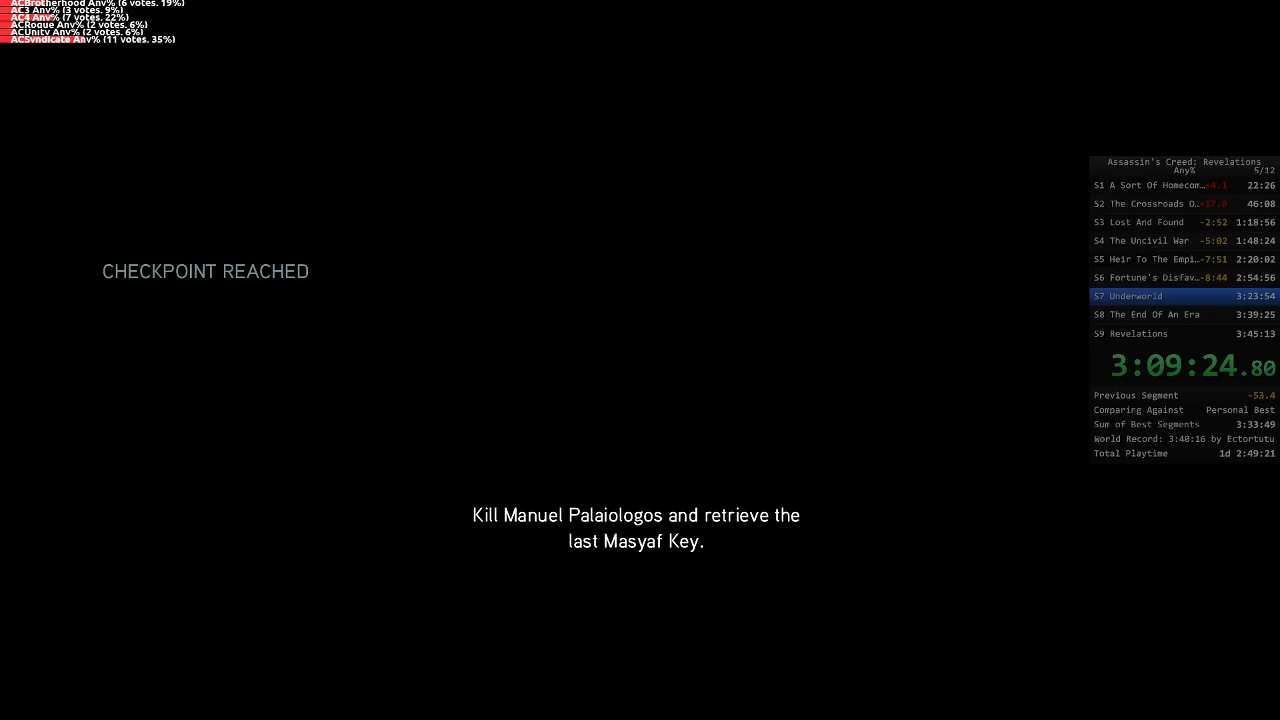 ACBrotherhood Any% (6 votes, 19%)
AC3 Any% (3 votes, 9%)
AC4 Any% (7 votes, 22%)
ACRogue Any% (2 votes, 6%)
ACUnity Any% (2 votes, 6%)
ACSyndicate Any% (11 votes, 35%)
Assassin's Creed: Revelations
Any% 5/12
S1 A Sort Of Homecom… +4.1 22:26
S2 The Crossroads O… +17.0 46:08
S3 Lost And Found -2:52 1:18:56
S4 The Uncivil War -5:02 1:48:24
S5 Heir To The Empi… -7:51 2:20:02
S6 Fortune's Disfav… -8:44 2:54:56
S7 Underworld 3:23:54
S8 The End Of An Era 3:39:25
S9 Revelations 3:45:13
3:09:24.80
Previous Segment -53.4
Comparing Against Personal Best
Sum of Best Segments 3:33:49
World Record: 3:40:16 by Ectortutu
Total Playtime 1d 2:49:21
CHECKPOINT REACHED
Kill Manuel Palaiologos and retrieve the
last Masyaf Key.